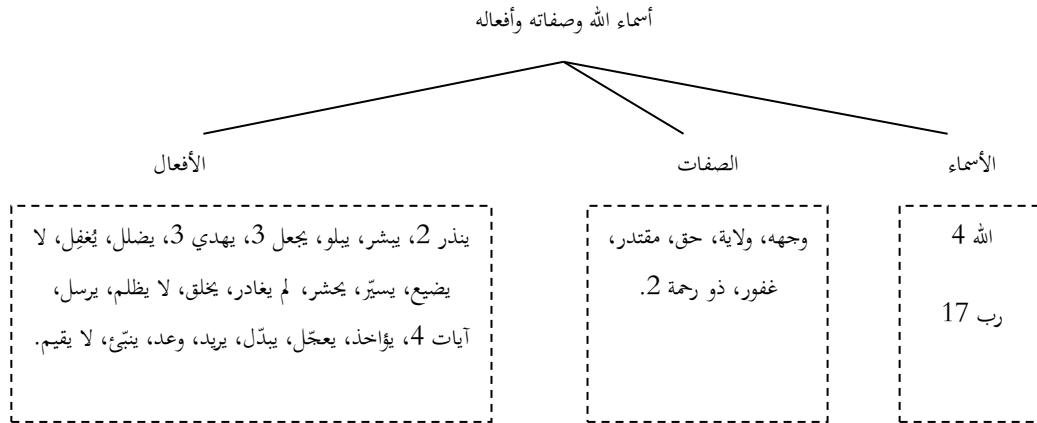 أسماء الله وصفاته وأفعاله
الأسماء
الصفات
الأفعال
الله 4
رب 17
وجهه، ولاية، حق، مقتدر،
غفور، ذو رحمة 2.
ينذر 2، يبشر، يبلو، يجعل 3، يهدي 3، يضلل، يُغفِل، لا
يضيع، يسيّر، يحشر، لم يغادر، يخلق، لا يظلم، يرسل،
آيات 4، يؤاخذ، يعجّل، يبدّل، يريد، وعد، ينبّئ، لا يقيم.